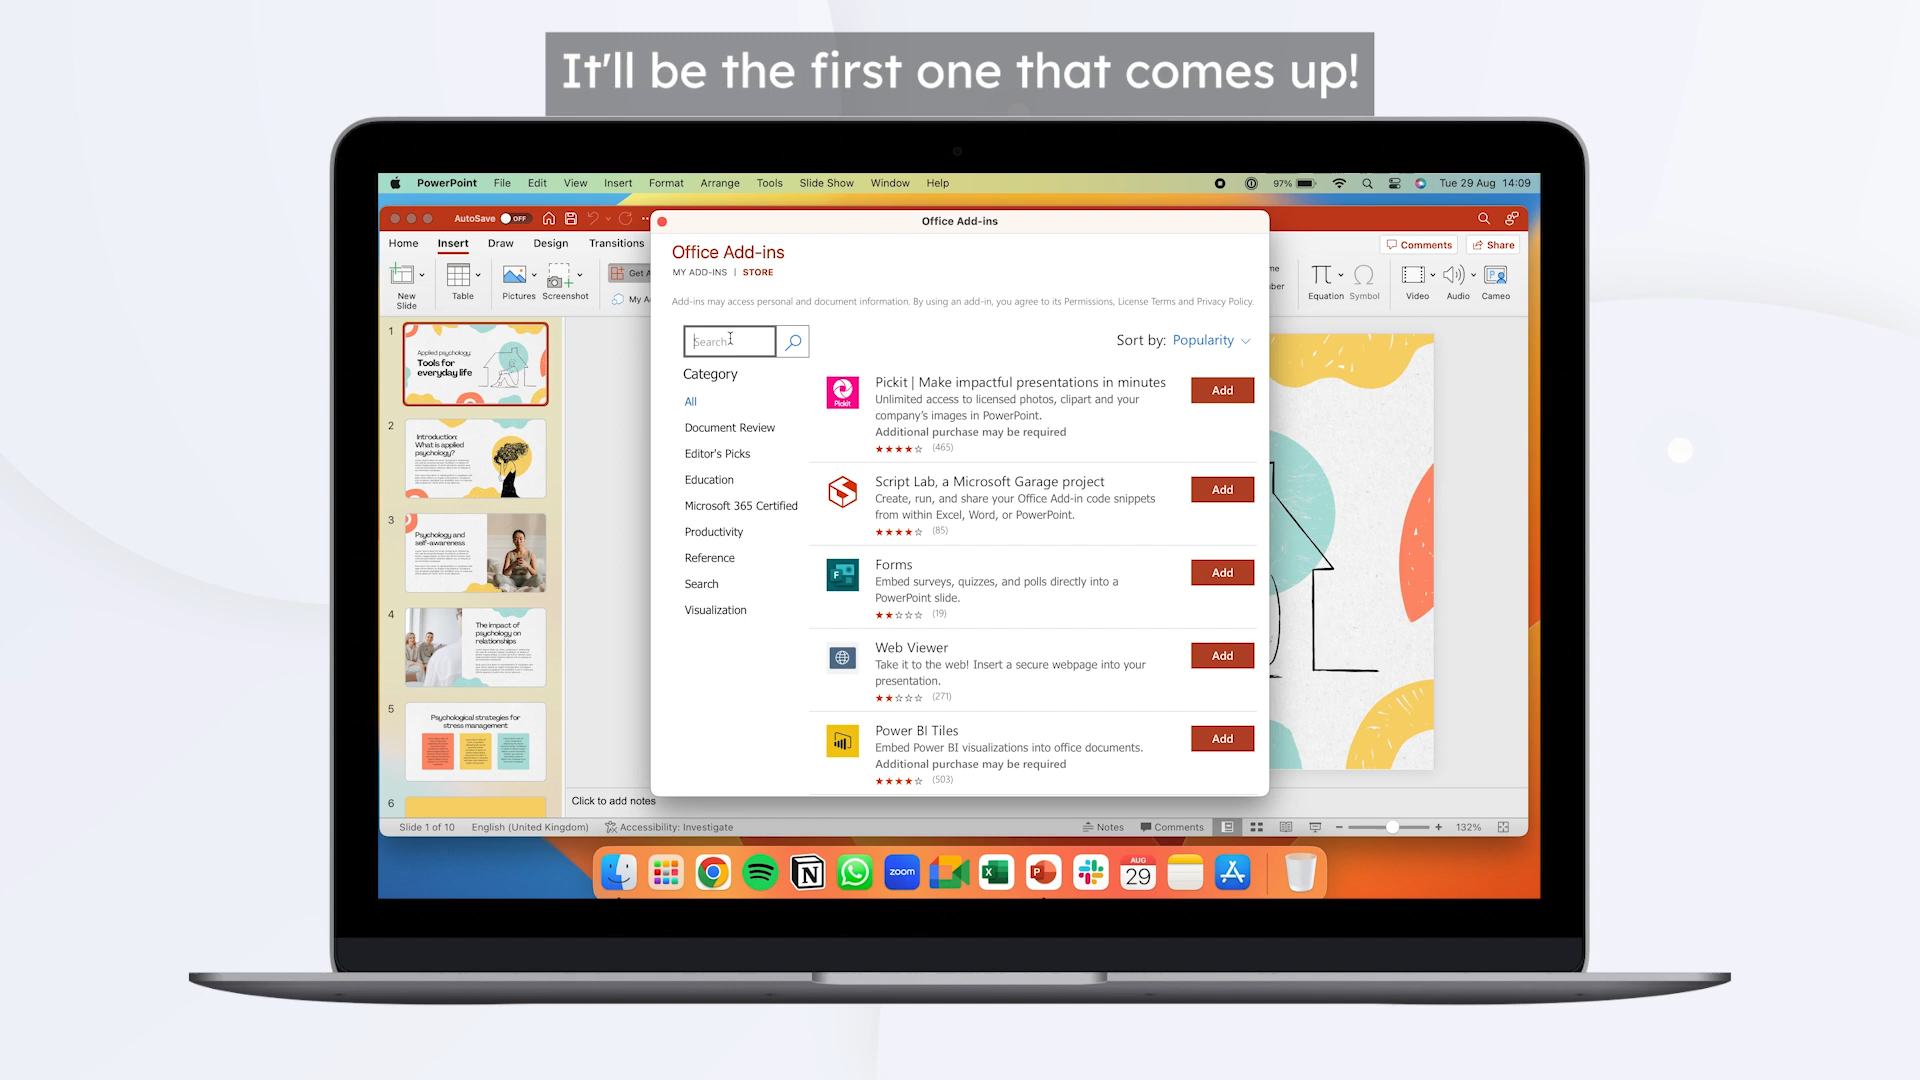 It'll be the first one that comes up!
PowerPoint File Edit View Insert Format Arrange Tools Slide Show Window Help
97% Tue 29 Aug 14:09
AutoSave OFF
Office Add-ins
Home Insert Draw Design Transitions
Comments Share
New
Slide
Table
Pictures
Screenshot
Get A
My A
me
ber
Equation
Symbol
Video
Audio
Cameo
Office Add-ins
MY ADD-INS | STORE
Add-ins may access personal and document information. By using an add-in, you agree to its Permissions, License Terms and Privacy Policy.
Search
Sort by: Popularity
Category
All
Document Review
Editor's Picks
Education
Microsoft 365 Certified
Productivity
Reference
Search
Visualization
Pickit
Pickit | Make impactful presentations in minutes
Unlimited access to licensed photos, clipart and your
company's images in PowerPoint.
Additional purchase may be required
(465)
Add
Script Lab, a Microsoft Garage project
Create, run, and share your Office Add-in code snippets
from within Excel, Word, or PowerPoint.
(85)
Add
F
Forms
Embed surveys, quizzes, and polls directly into a
PowerPoint slide.
(19)
Add
Web Viewer
Take it to the web! Insert a secure webpage into your
presentation.
(271)
Add
Power BI Tiles
Embed Power BI visualizations into office documents.
Additional purchase may be required
(503)
Add
1
Applied psychology:
Tools for
everyday life
2
Introduction:
What is applied
psychology?
3
Psychology and
self-awareness
4
The impact of
psychology on
relationships
5
Psychological strategies for
stress management
6
Click to add notes
Slide 1 of 10 English (United Kingdom) Accessibility: Investigate
Notes Comments 132%
zoom
AUG
29